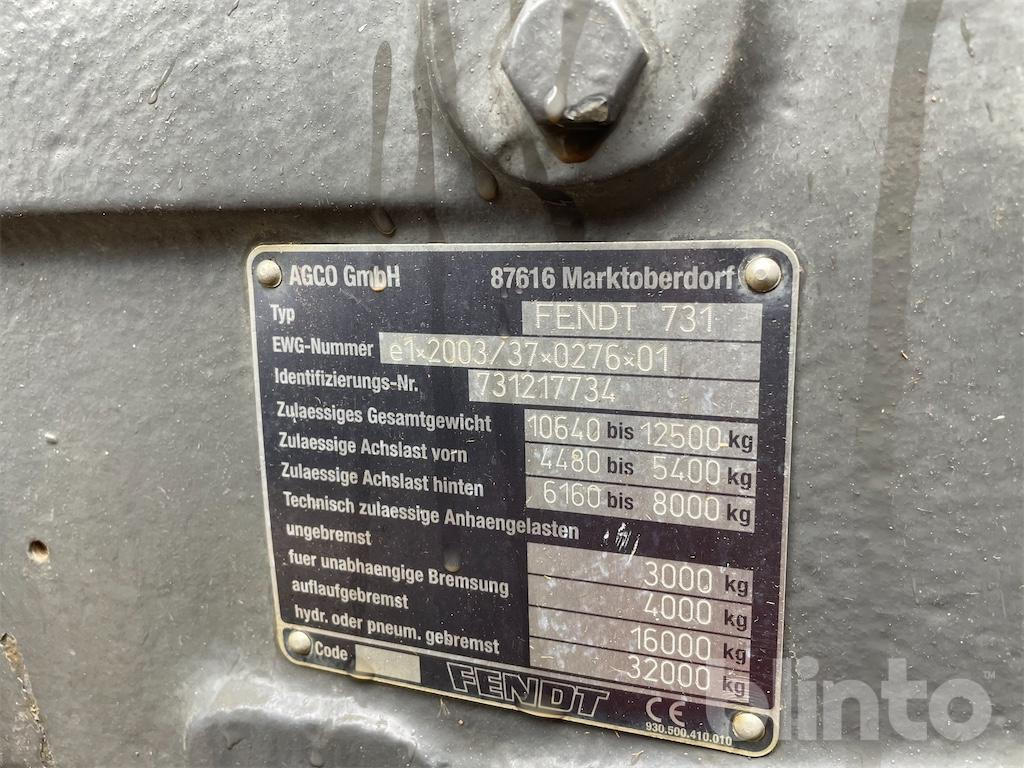 AGCO GmbH 87616 Marktoberdorf
Typ FENDT 731
EWG-Nummer e1×2003/37×0276×01
Identifizierungs-Nr. 731217734
Zulaessiges Gesamtgewicht 10640 bis 12500 kg
Zulaessige Achslast vorn 4480 bis 5400 kg
Zulaessige Achslast hinten 6160 bis 8000 kg
Technisch zulaessige Anhaengelasten
ungebremst 3000 kg
fuer unabhaengige Bremsung 4000 kg
auflaufgebremst 16000 kg
hydr. oder pneum. gebremst 32000 kg
Code FENDT CE
930.500.410.010
blinto